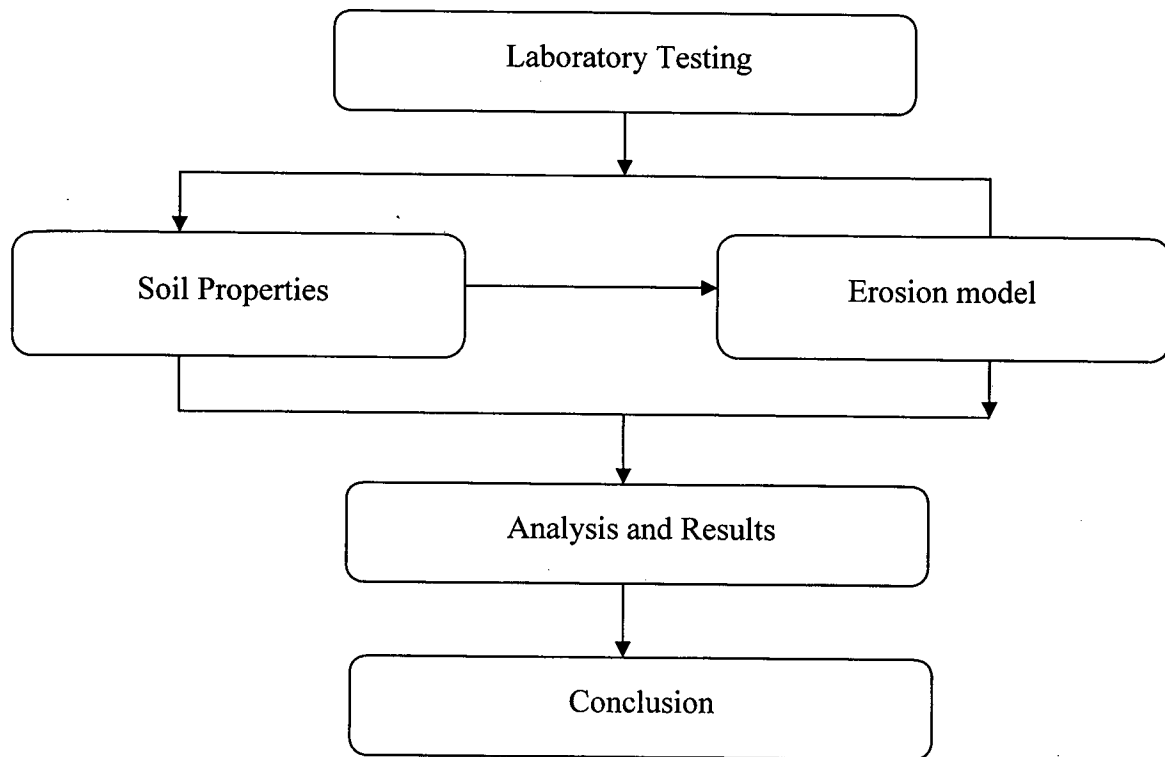 Laboratory Testing
Soil Properties
Erosion model
Analysis and Results
Conclusion